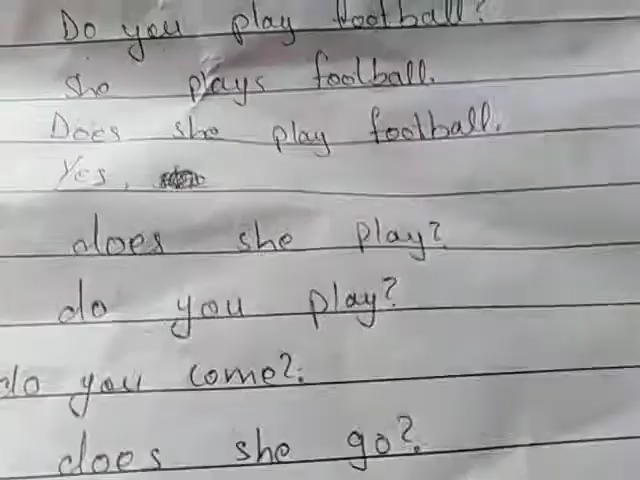 Do you play football?
She plays football.
Does she play football.
Yes,
does she play?
do you play?
do you come?.
does she go?.